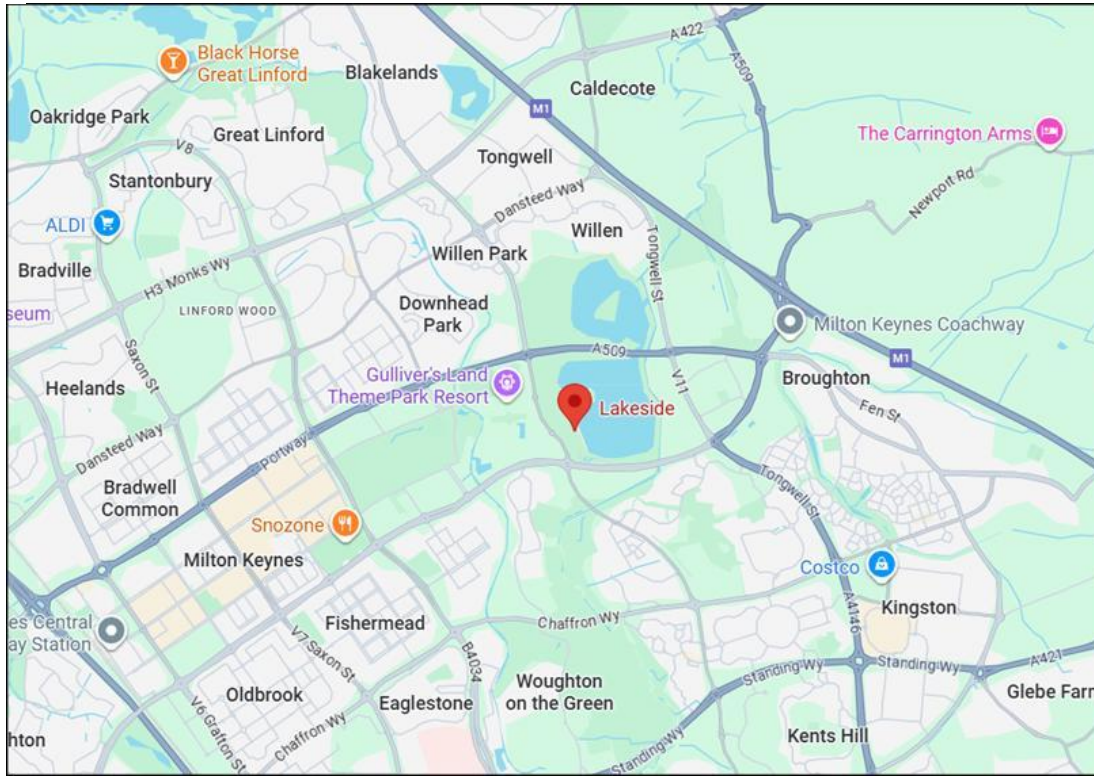 A422
A509
Black Horse
Great Linford
Blakelands
Caldecote
M1
Oakridge Park
Great Linford
The Carrington Arms
V8
Tongwell
Stantonbury
Dansteed Way
Newport Rd
ALDI
Willen
Tongwell St
Bradville
H3 Monks Wy
Willen Park
seum
LINFORD WOOD
Downhead
Park
Milton Keynes Coachway
Saxon St
A509
M1
Heelands
Gulliver's Land
Theme Park Resort
V11
Broughton
Lakeside
Fen St
Dansteed Way
Portway
Bradwell
Common
Tongwell St
Snozone
Milton Keynes
Costco
es Central
ay Station
Fishermead
Chaffron Wy
Kingston
A4146
V7 Saxon St
B4034
Standing Wy
Standing Wy
A421
Oldbrook
Eaglestone
Woughton
on the Green
Glebe Farr
V6 Grafton St
Chaffron Wy
Standing Wy
Kents Hill
hton